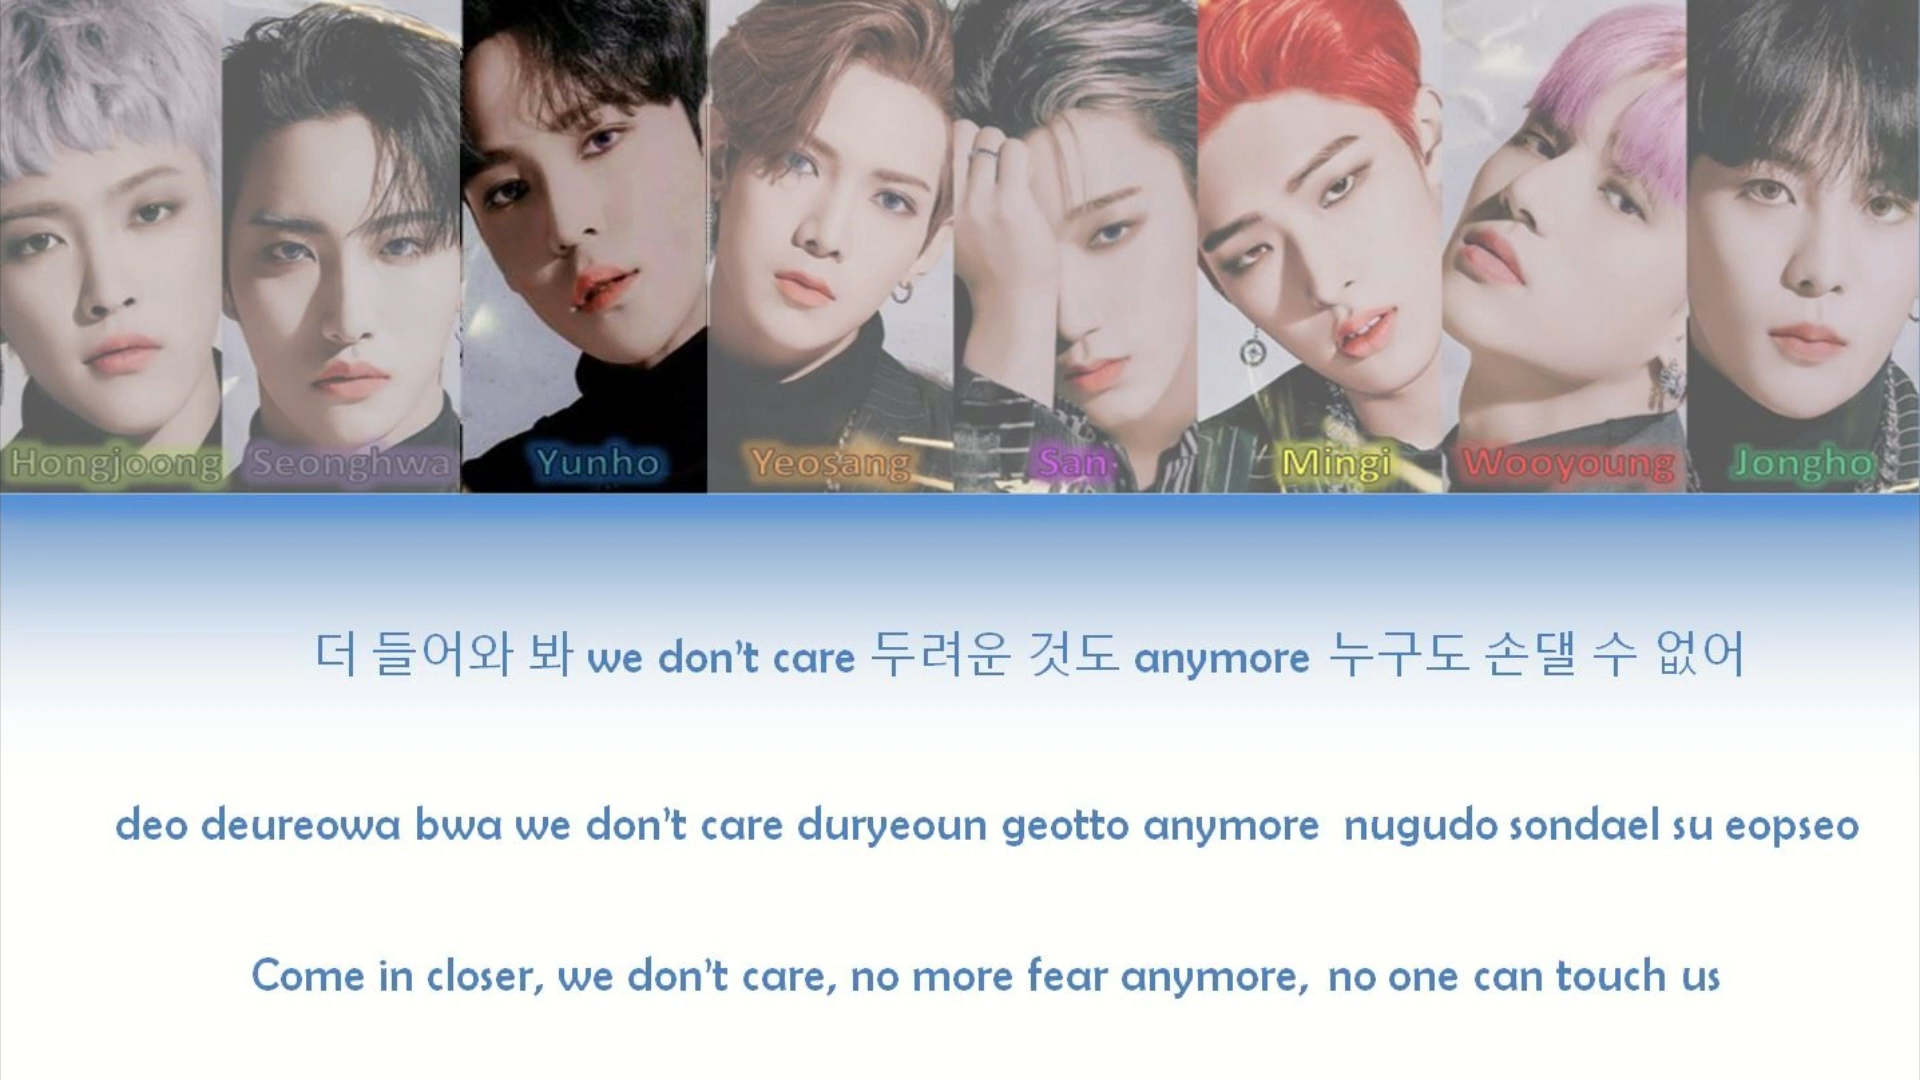 Hongjoong Seonghwa Yunho Yeosang San Mingi Wooyoung Jongho
더 들어와 봐 we don't care 두려운 것도 anymore 누구도 손댈 수 없어
deo deureowa bwa we don't care duryeoun geotto anymore nugudo sondael su eopseo
Come in closer, we don't care, no more fear anymore, no one can touch us